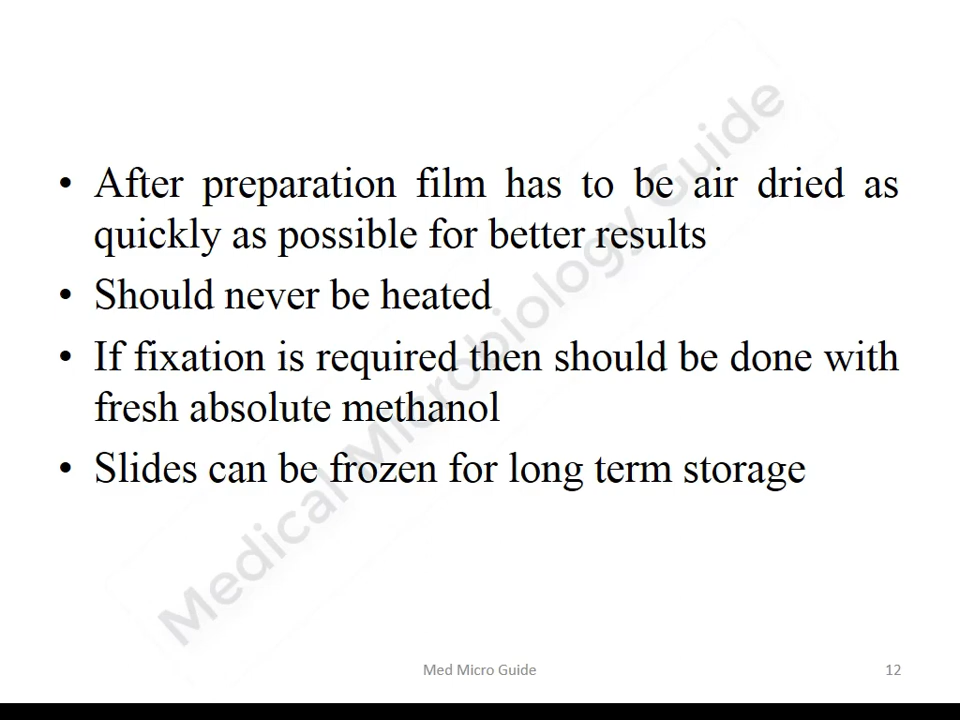 • After preparation film has to be air dried as
quickly as possible for better results
• Should never be heated
• If fixation is required then should be done with
fresh absolute methanol
• Slides can be frozen for long term storage
Medical Microbiology Guide
Med Micro Guide
12